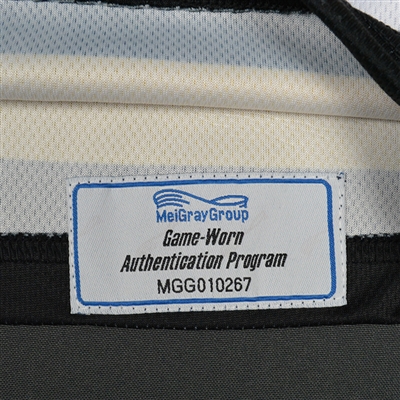 MeiGrayGroup
Game-Worn
Authentication Program
MGG010267